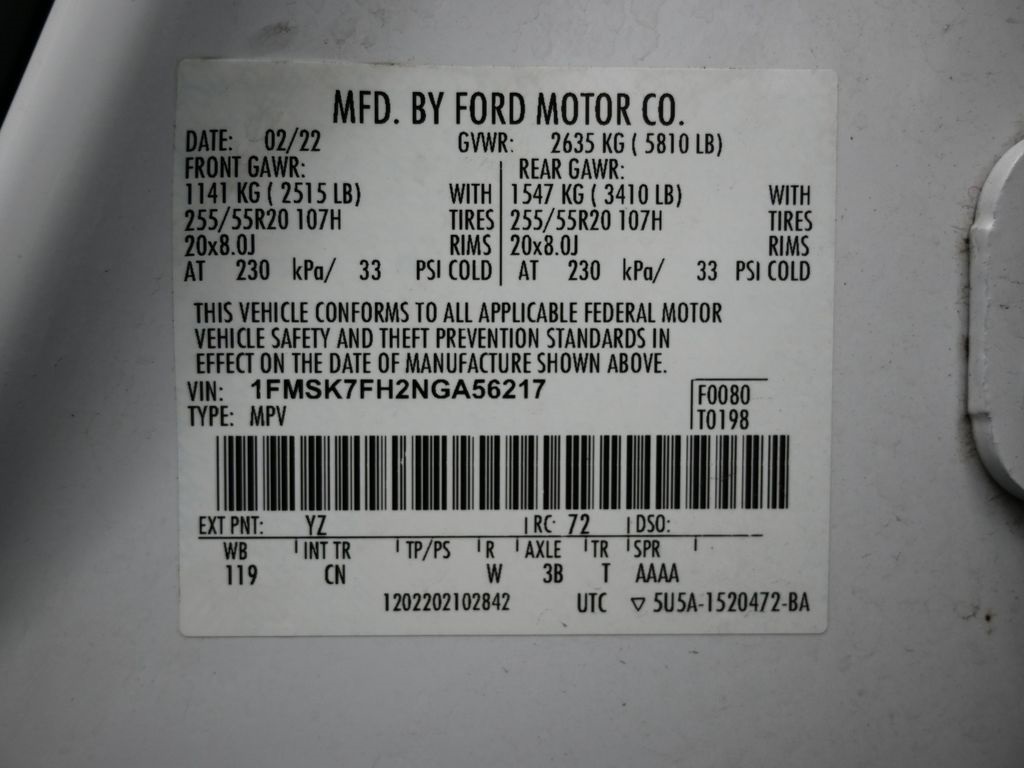 MFD. BY FORD MOTOR CO.
DATE: 02/22 GVWR: 2635 KG ( 5810 LB)
FRONT GAWR: REAR GAWR:
1141 KG ( 2515 LB) WITH 1547 KG ( 3410 LB) WITH
255/55R20 107H TIRES 255/55R20 107H TIRES
20x8.0J RIMS 20x8.0J RIMS
AT 230 kPa/ 33 PSI COLD AT 230 kPa/ 33 PSI COLD
THIS VEHICLE CONFORMS TO ALL APPLICABLE FEDERAL MOTOR
VEHICLE SAFETY AND THEFT PREVENTION STANDARDS IN
EFFECT ON THE DATE OF MANUFACTURE SHOWN ABOVE.
VIN: 1FMSK7FH2NGA56217 F0080
TYPE: MPV T0198
EXT PNT: YZ RC: 72 DSO:
WB INT TR TP/PS R AXLE TR SPR
119 CN W 3B T AAAA
1202202102842 UTC ▽ 5U5A-1520472-BA